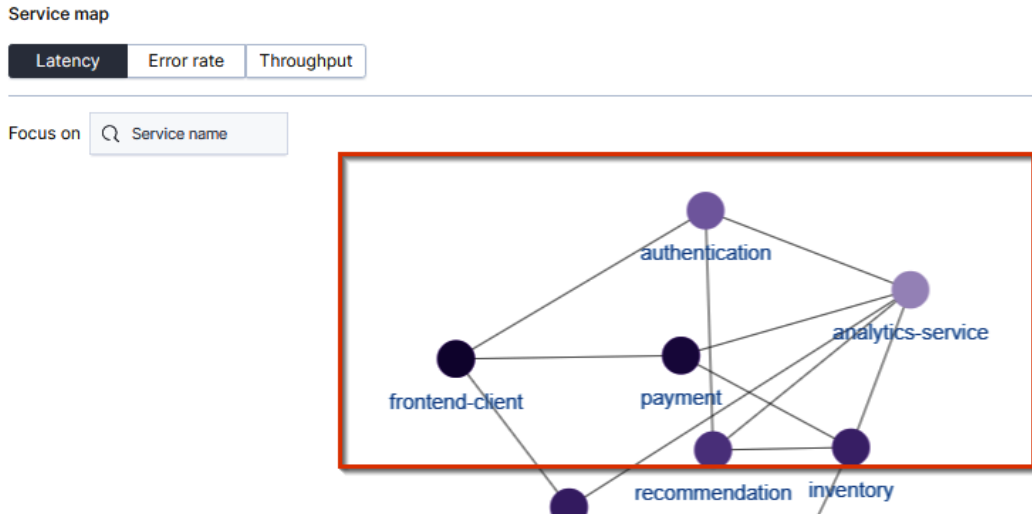 Service map
Latency Error rate Throughput
Focus on Service name
authentication
analytics-service
frontend-client
payment
recommendation
inventory